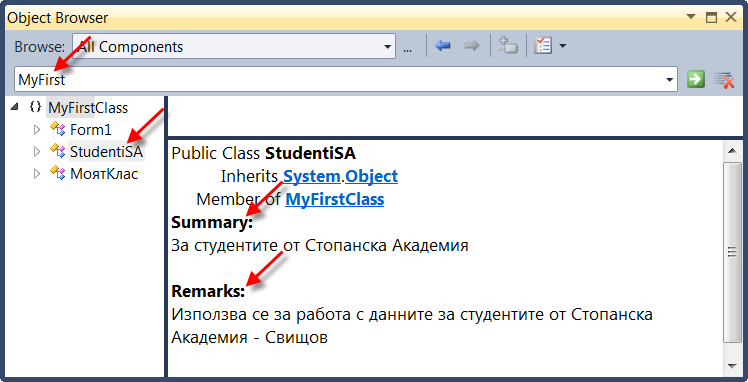 Object Browser
Browse: All Components ...
MyFirst
{} MyFirstClass
Form1
StudentiSA
МоятКлас
Public Class StudentiSA
Inherits System.Object
Member of MyFirstClass
Summary:
За студентите от Стопанска Академия
Remarks:
Използва се за работа с данните за студентите от Стопанска
Академия - Свищов